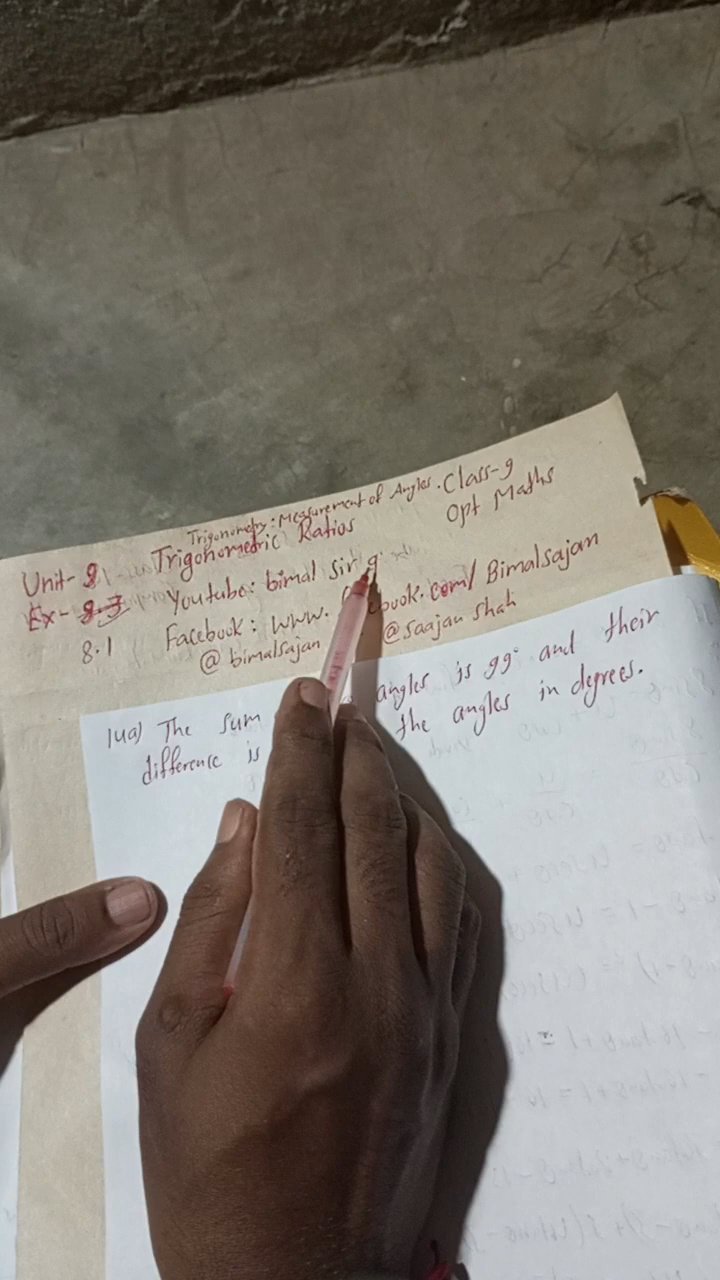 Trigonometry: Measurement of Angles. Class-9
Unit-8 Trigonometric Ratios Opt Maths
Ex-8.3 Youtube: bimal sir g
8.1 Facebook: www. book.com/Bimalsajan
@bimalsajan @saajan shah
14a) The sum angles is 99° and their
difference is the angles in degrees.